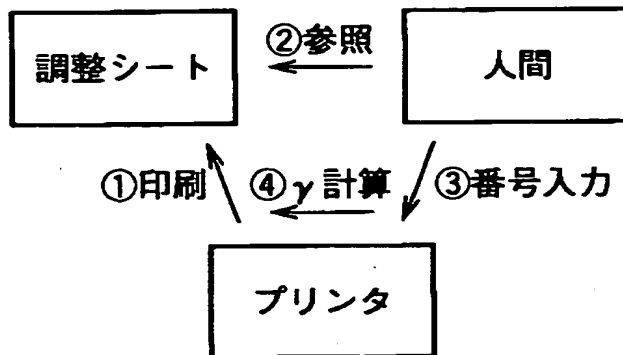 ②参照
調整シート
人間
①印刷
④γ計算
③番号入力
プリンタ